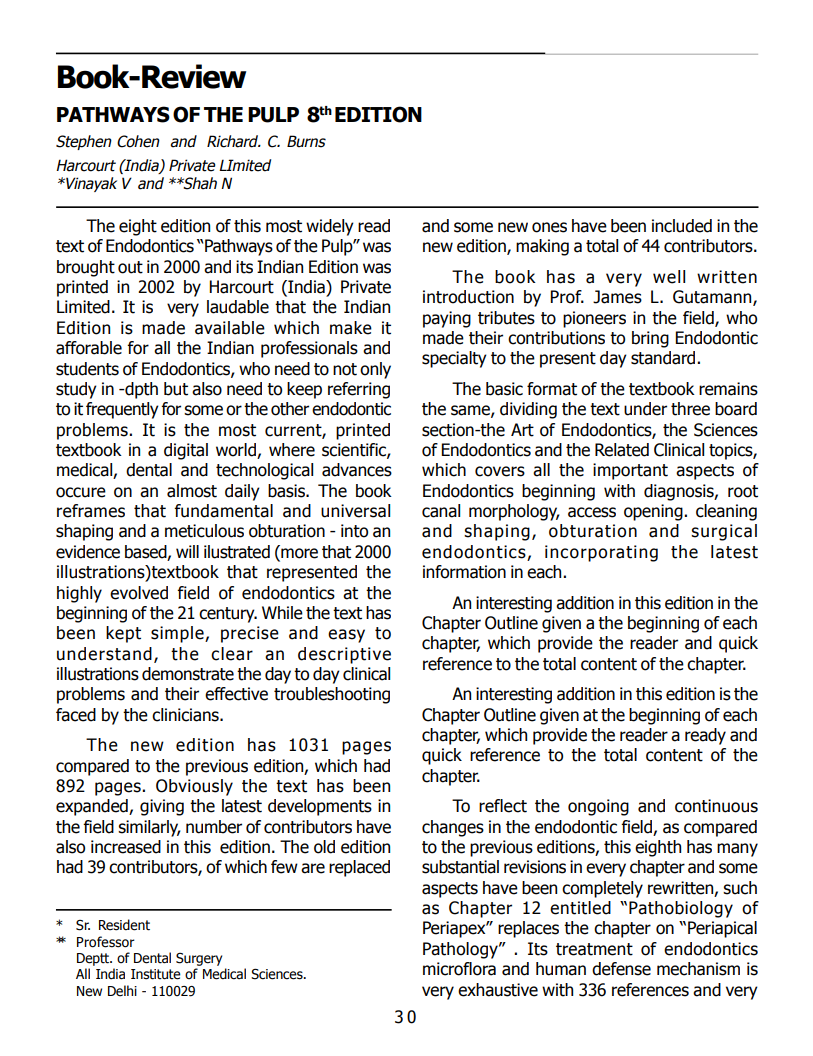 Book-Review
PATHWAYS OF THE PULP 8th EDITION
Stephen Cohen and Richard. C. Burns
Harcourt (India) Private LImited
*Vinayak V and **Shah N
The eight edition of this most widely read
text of Endodontics “Pathways of the Pulp” was
brought out in 2000 and its Indian Edition was
printed in 2002 by Harcourt (India) Private
Limited. It is very laudable that the Indian
Edition is made available which make it
afforable for all the Indian professionals and
students of Endodontics, who need to not only
study in -dpth but also need to keep referring
to it frequently for some or the other endodontic
problems. It is the most current, printed
textbook in a digital world, where scientific,
medical, dental and technological advances
occure on an almost daily basis. The book
reframes that fundamental and universal
shaping and a meticulous obturation - into an
evidence based, will ilustrated (more that 2000
illustrations)textbook that represented the
highly evolved field of endodontics at the
beginning of the 21 century. While the text has
been kept simple, precise and easy to
understand, the clear an descriptive
illustrations demonstrate the day to day clinical
problems and their effective troubleshooting
faced by the clinicians.
The new edition has 1031 pages
compared to the previous edition, which had
892 pages. Obviously the text has been
expanded, giving the latest developments in
the field similarly, number of contributors have
also increased in this edition. The old edition
had 39 contributors, of which few are replaced
* Sr. Resident
** Professor
Deptt. of Dental Surgery
All India Institute of Medical Sciences.
New Delhi - 110029
and some new ones have been included in the
new edition, making a total of 44 contributors.
The book has a very well written
introduction by Prof. James L. Gutamann,
paying tributes to pioneers in the field, who
made their contributions to bring Endodontic
specialty to the present day standard.
The basic format of the textbook remains
the same, dividing the text under three board
section-the Art of Endodontics, the Sciences
of Endodontics and the Related Clinical topics,
which covers all the important aspects of
Endodontics beginning with diagnosis, root
canal morphology, access opening. cleaning
and shaping, obturation and surgical
endodontics, incorporating the latest
information in each.
An interesting addition in this edition in the
Chapter Outline given a the beginning of each
chapter, which provide the reader and quick
reference to the total content of the chapter.
An interesting addition in this edition is the
Chapter Outline given at the beginning of each
chapter, which provide the reader a ready and
quick reference to the total content of the
chapter.
To reflect the ongoing and continuous
changes in the endodontic field, as compared
to the previous editions, this eighth has many
substantial revisions in every chapter and some
aspects have been completely rewritten, such
as Chapter 12 entitled “Pathobiology of
Periapex” replaces the chapter on “Periapical
Pathology” . Its treatment of endodontics
microflora and human defense mechanism is
very exhaustive with 336 references and very
30